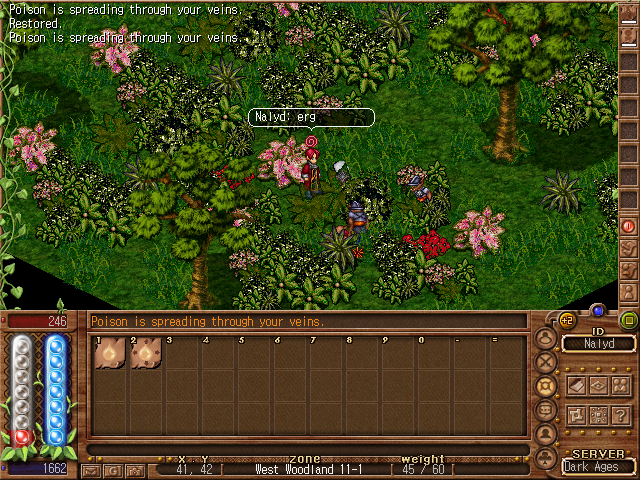 Poison is spreading through your veins.
Restored.
Poison is spreading through your veins.
Nalyd: erg
246
Poison is spreading through your veins.
+2
ID
Nalyd
1 2 3 4 5 6 7 8 9 0 - =
?
1662
X Y ZONE weight
41, 42 [ West Woodland 11-1 [ 45 / 60 [
SERVER
Dark Ages